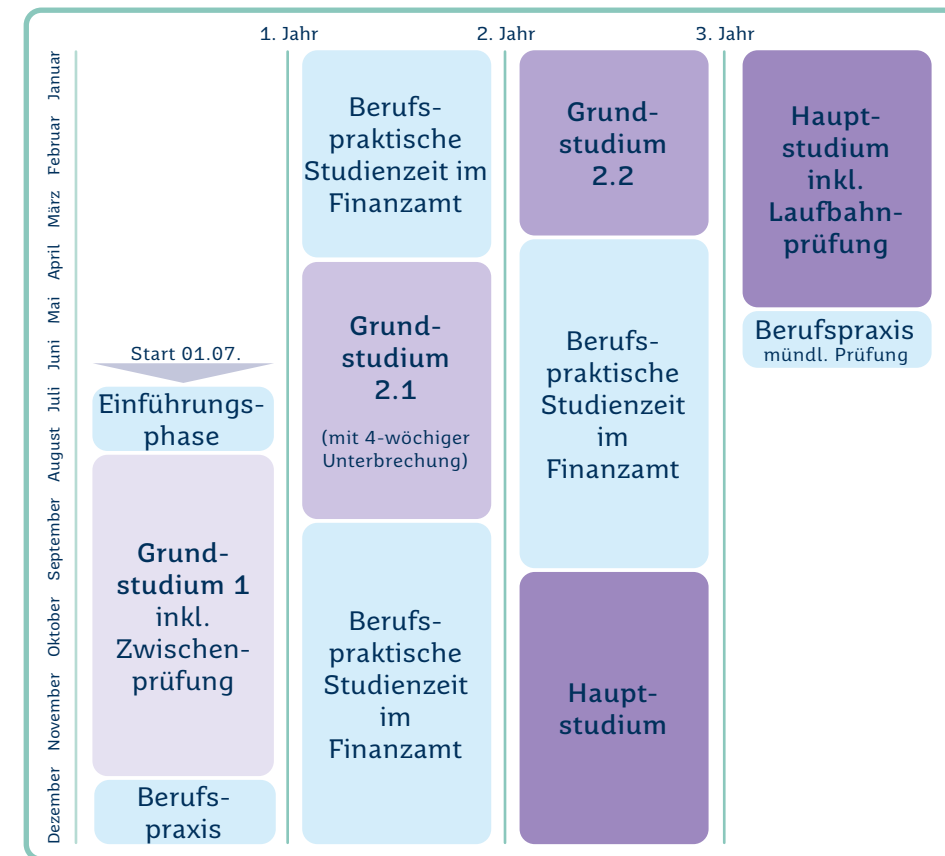 1. Jahr
2. Jahr
3. Jahr
Januar
Februar
März
April
Mai
Juni
Juli
August
September
Oktober
November
Dezember
Start 01.07.
Einführungs-
phase
Grund-
studium 1
inkl.
Zwischen-
prüfung
Berufs-
praxis
Berufs-
praktische
Studienzeit im
Finanzamt
Grund-
studium
2.1
(mit 4-wöchiger
Unterbrechung)
Berufs-
praktische
Studienzeit
im
Finanzamt
Grund-
studium
2.2
Berufs-
praktische
Studienzeit
im
Finanzamt
Haupt-
studium
Haupt-
studium
inkl.
Laufbahn-
prüfung
Berufspraxis
mündl. Prüfung